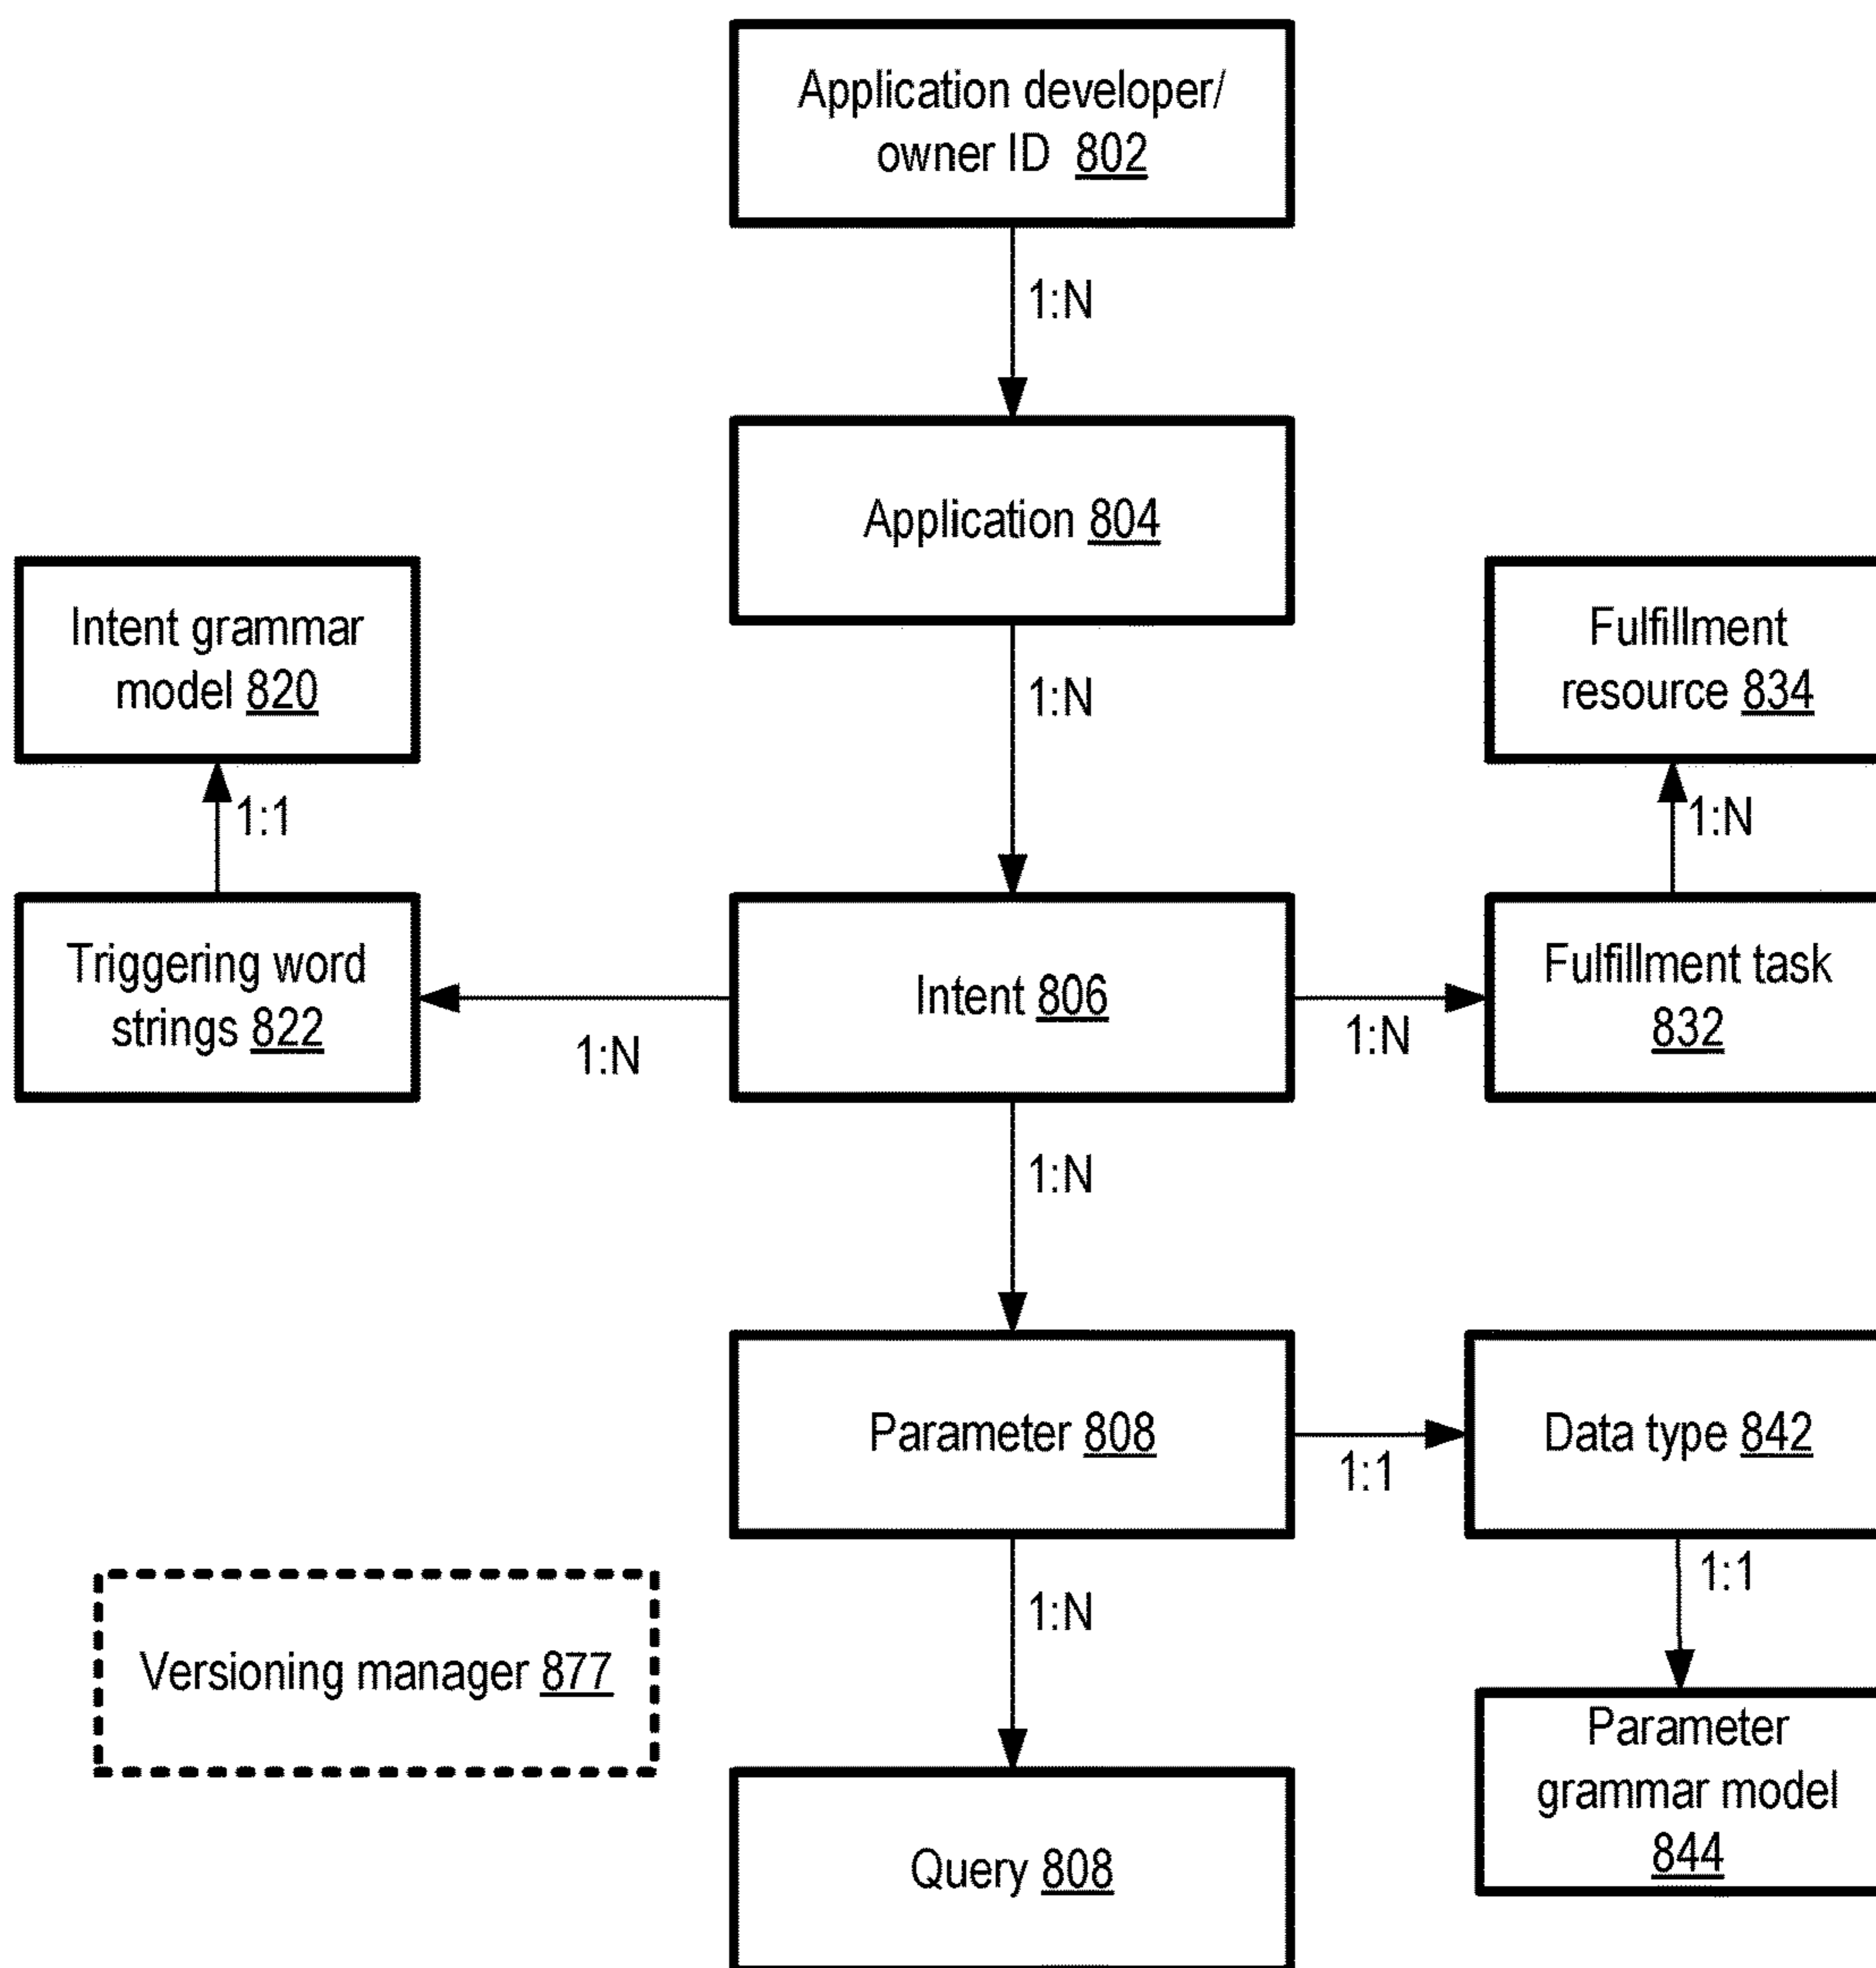 Application developer/
owner ID 802
1:N
Application 804
1:N
Intent grammar
model 820
Fulfillment
resource 834
1:1
1:N
Triggering word
strings 822
Intent 806
Fulfillment task
832
1:N
1:N
1:N
Parameter 808
Data type 842
1:1
1:N
1:1
Versioning manager 877
Parameter
grammar model
844
Query 808